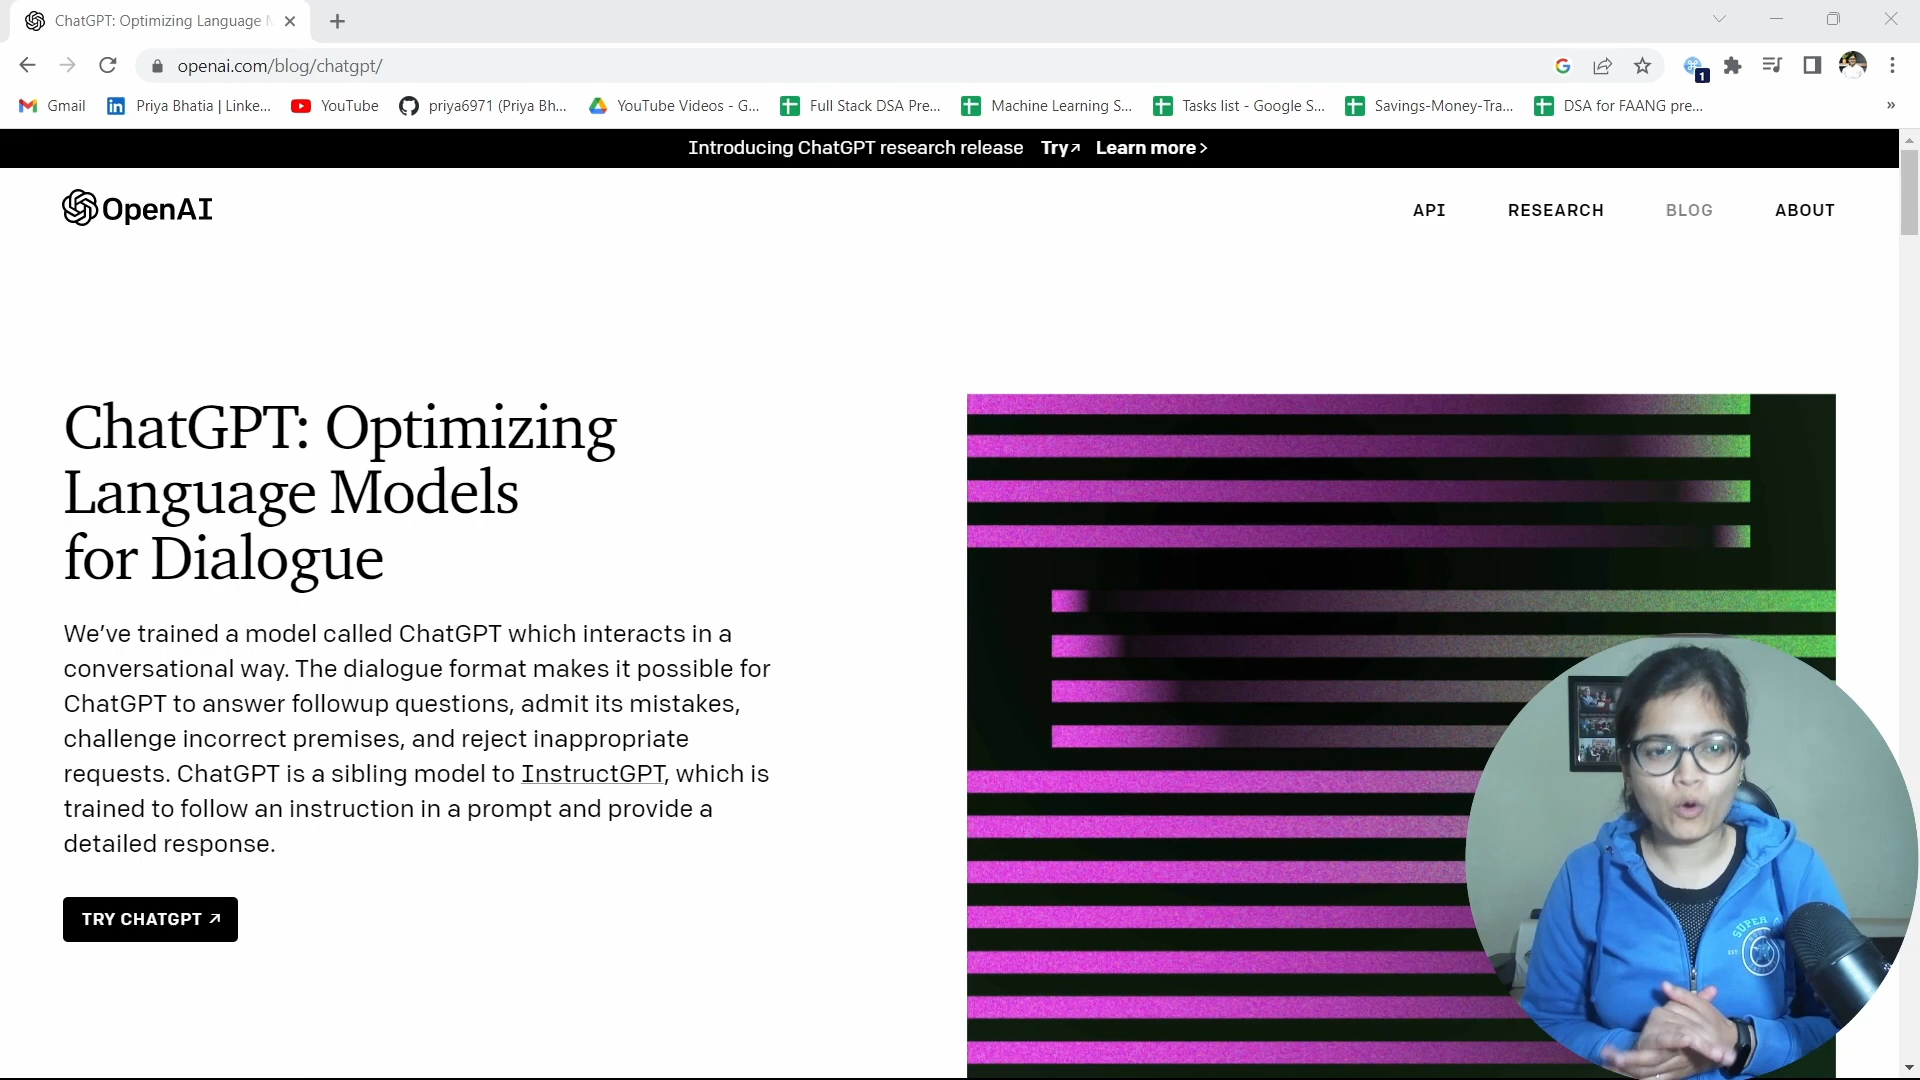 ChatGPT: Optimizing Language
openai.com/blog/chatgpt/
1
Gmail
Priya Bhatia | Linke...
YouTube
priya6971 (Priya Bh...
YouTube Videos - G...
Full Stack DSA Pre...
Machine Learning S...
Tasks list - Google S...
Savings-Money-Tra...
DSA for FAANG pre...
»
Introducing ChatGPT research release Try↗ Learn more >
OpenAI
API RESEARCH BLOG ABOUT
ChatGPT: Optimizing
Language Models
for Dialogue
We’ve trained a model called ChatGPT which interacts in a
conversational way. The dialogue format makes it possible for
ChatGPT to answer followup questions, admit its mistakes,
challenge incorrect premises, and reject inappropriate
requests. ChatGPT is a sibling model to InstructGPT, which is
trained to follow an instruction in a prompt and provide a
detailed response.
TRY CHATGPT ↗
SUPER